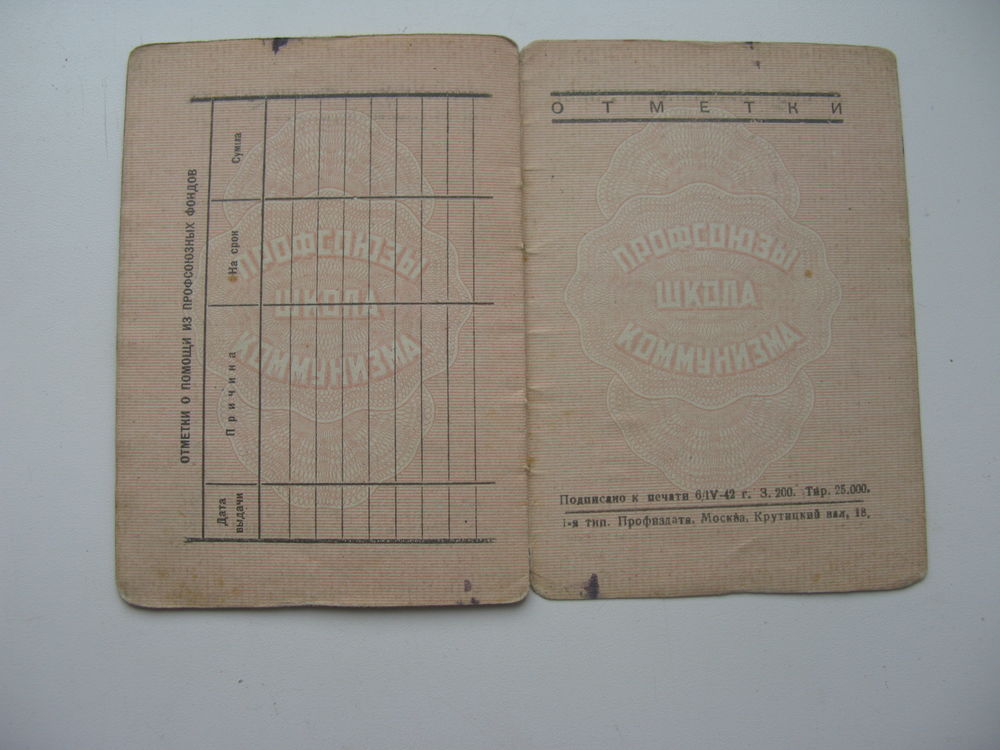 ОТМЕТКИ О ПОМОЩИ ИЗ ПРОФСОЮЗНЫХ ФОНДОВ
Дата выдачи
Причина
На срок
Сумма
ПРОФСОЮЗЫ
ШКОЛА
КОММУНИЗМА
ОТМЕТКИ
ПРОФСОЮЗЫ
ШКОЛА
КОММУНИЗМА
Подписано к печати 6/IV-42 г. З. 200. Тир. 25.000.
1-я тип. Профиздата. Москва, Крутицкий вал, 18.